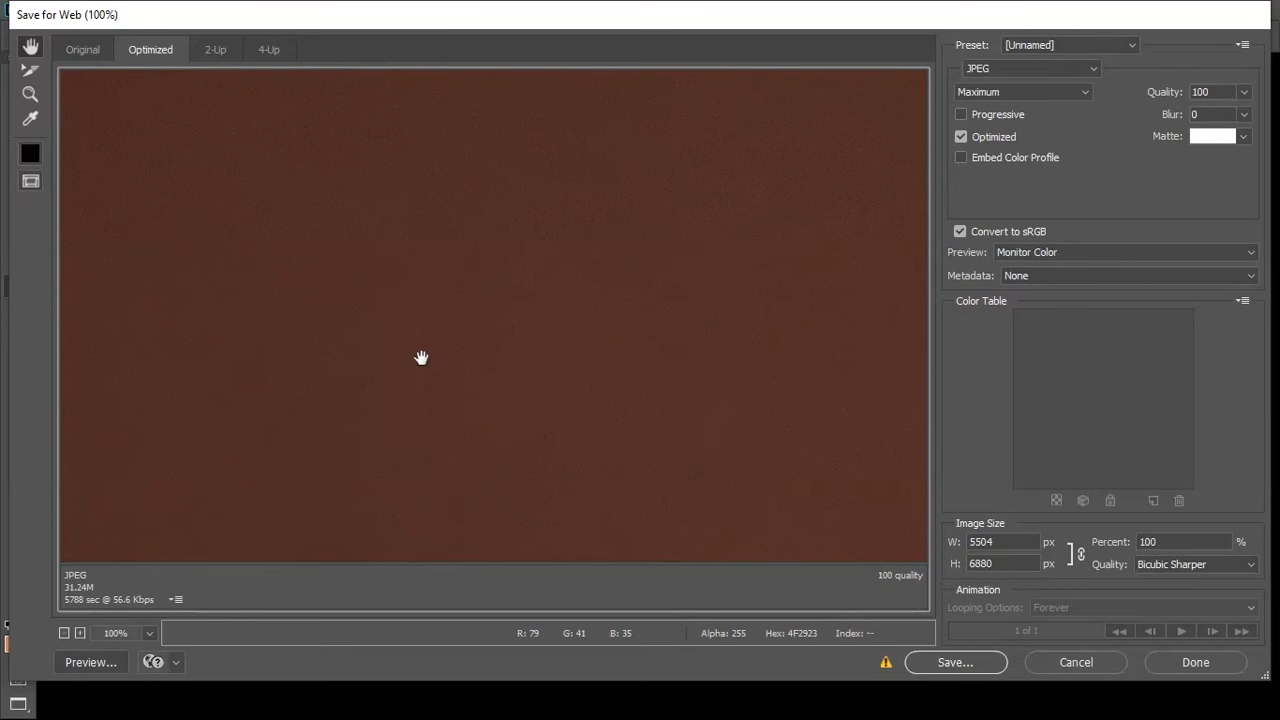 Save for Web (100%)
Original Optimized 2-Up 4-Up
Preset: [Unnamed]
JPEG
Maximum Quality: 100
Progressive Blur: 0
Optimized Matte:
Embed Color Profile
Convert to sRGB
Preview: Monitor Color
Metadata: None
Color Table
Image Size
W: 5504 px Percent: 100 %
H: 6880 px Quality: Bicubic Sharper
Animation
Looping Options: Forever
1 of 1
JPEG 100 quality
31.24M
5788 sec @ 56.6 Kbps
100% R: 79 G: 41 B: 35 Alpha: 255 Hex: 4F2923 Index: --
Preview... Save... Cancel Done